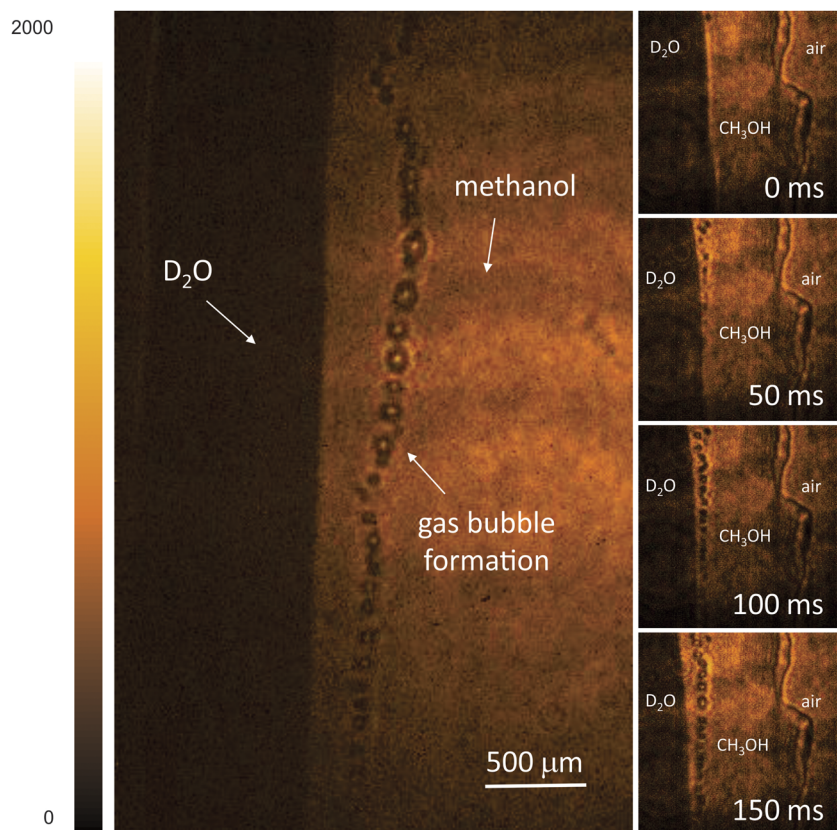 2000
0
D₂O
methanol
gas bubble
formation
500 μm
D₂O
air
CH₃OH
0 ms
D₂O
air
CH₃OH
50 ms
D₂O
air
CH₃OH
100 ms
D₂O
air
CH₃OH
150 ms